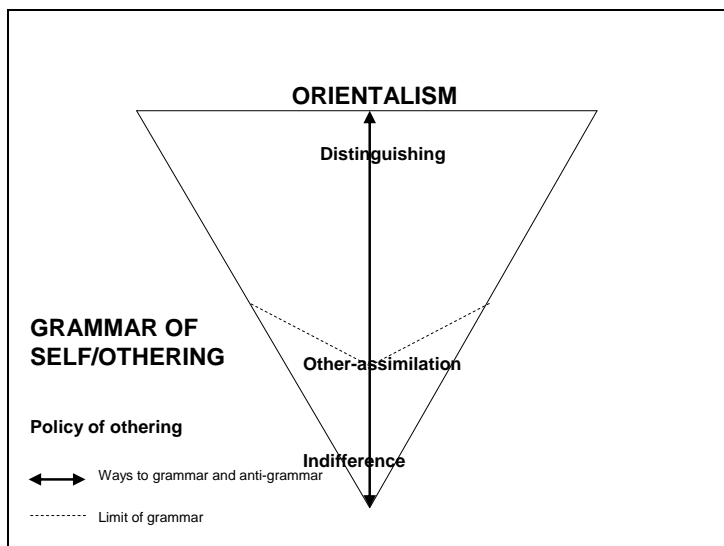 ORIENTALISM
Distinguishing
GRAMMAR OF
SELF/OTHERING
Other-assimilation
Policy of othering
Indifference
Ways to grammar and anti-grammar
Limit of grammar